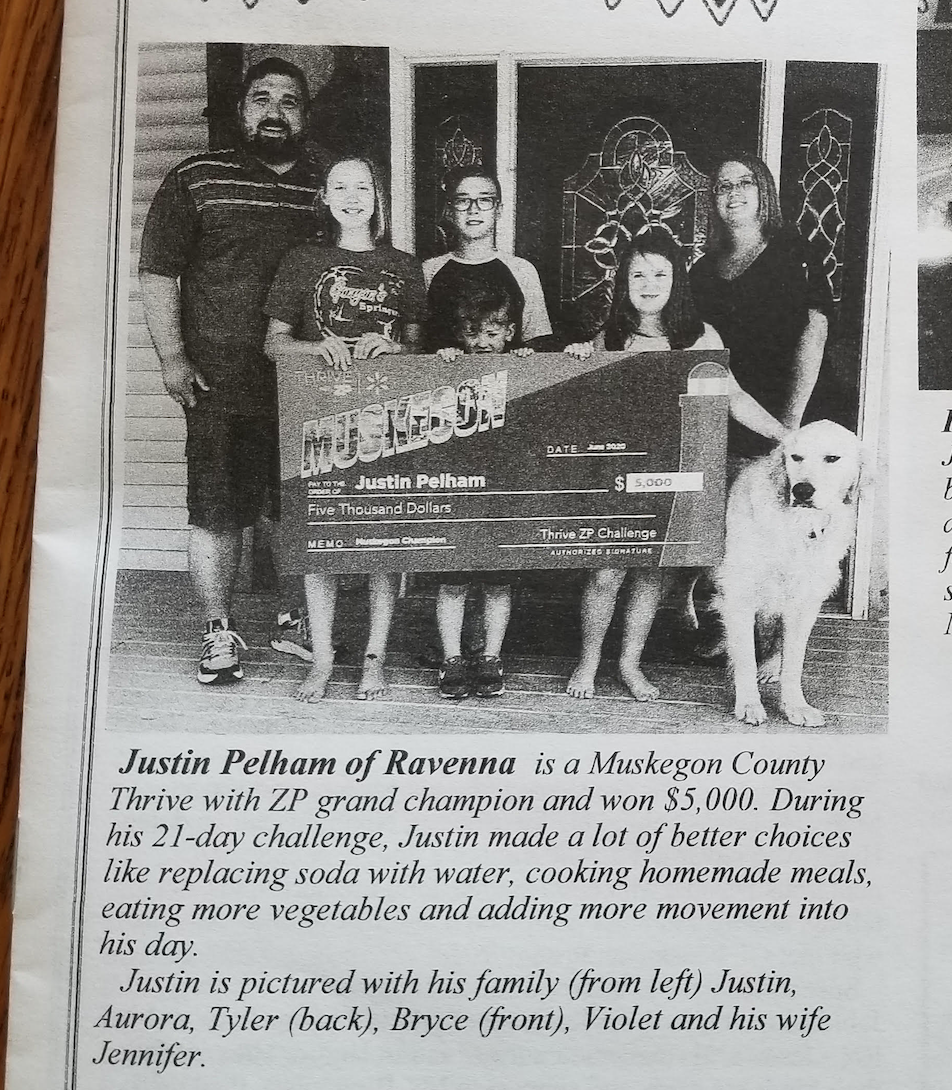 Canyon's
Springs
THRIVE
MUSKEGON
DATE June 2020
PAY TO THE
ORDER OF Justin Pelham $ 5,000
Five Thousand Dollars
MEMO Muskegon Champion Thrive ZP Challenge
AUTHORIZED SIGNATURE
Justin Pelham of Ravenna is a Muskegon County
Thrive with ZP grand champion and won $5,000. During
his 21-day challenge, Justin made a lot of better choices
like replacing soda with water, cooking homemade meals,
eating more vegetables and adding more movement into
his day.
Justin is pictured with his family (from left) Justin,
Aurora, Tyler (back), Bryce (front), Violet and his wife
Jennifer.